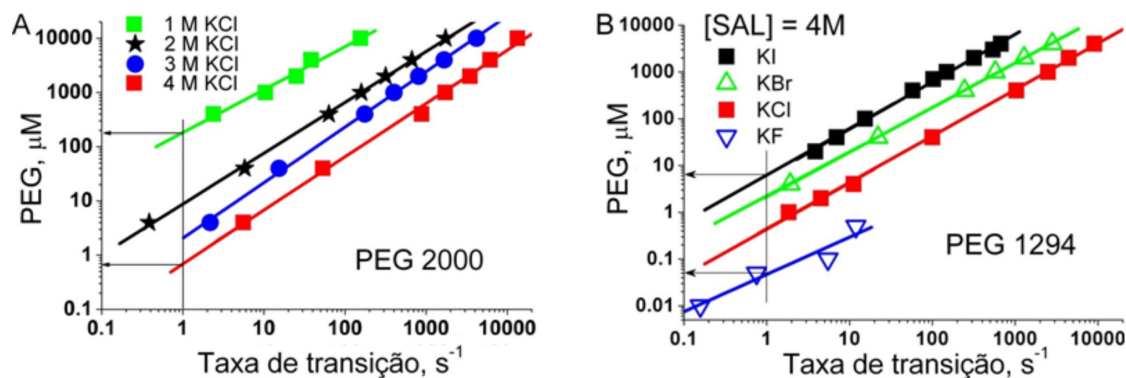 A
1 M KCl
2 M KCl
3 M KCl
4 M KCl
PEG, μM
10000
1000
100
10
1
0.1
PEG 2000
0.1 1 10 100 1000 10000
Taxa de transição, s⁻¹
B
[SAL] = 4M
KI
KBr
KCl
KF
PEG, μM
10000
1000
100
10
1
0.1
0.01
PEG 1294
0.1 1 10 100 1000 10000
Taxa de transição, s⁻¹